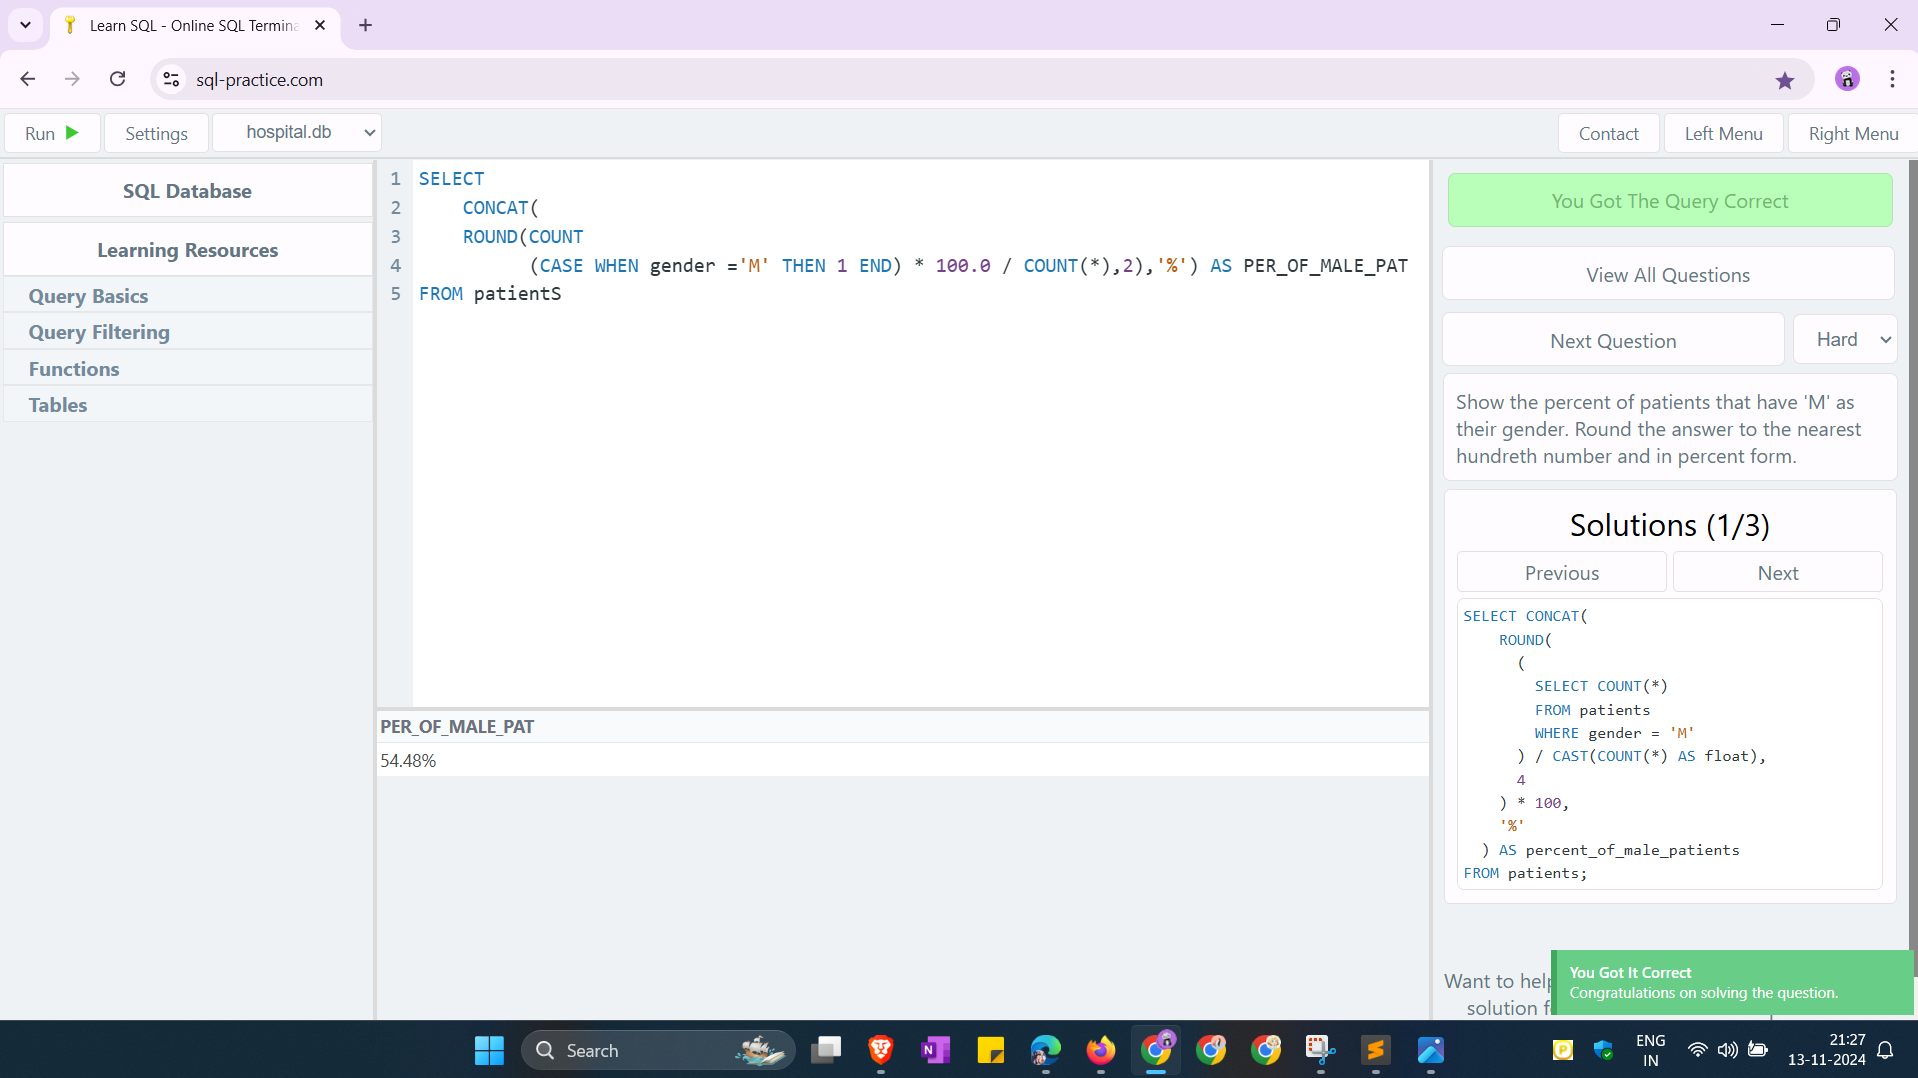 Learn SQL - Online SQL Termina
sql-practice.com
Run
Settings
hospital.db
Contact
Left Menu
Right Menu
SQL Database
Learning Resources
Query Basics
Query Filtering
Functions
Tables
1 SELECT
2 CONCAT(
3 ROUND(COUNT
4 (CASE WHEN gender ='M' THEN 1 END) * 100.0 / COUNT(*),2),'%') AS PER_OF_MALE_PAT
5 FROM patientS
PER_OF_MALE_PAT
54.48%
You Got The Query Correct
View All Questions
Next Question
Hard
Show the percent of patients that have 'M' as
their gender. Round the answer to the nearest
hundreth number and in percent form.
Solutions (1/3)
Previous
Next
SELECT CONCAT(
ROUND(
(
SELECT COUNT(*)
FROM patients
WHERE gender = 'M'
) / CAST(COUNT(*) AS float),
4
) * 100,
'%'
) AS percent_of_male_patients
FROM patients;
Want to help
solution f
You Got It Correct
Congratulations on solving the question.
Search
ENG
IN
21:27
13-11-2024